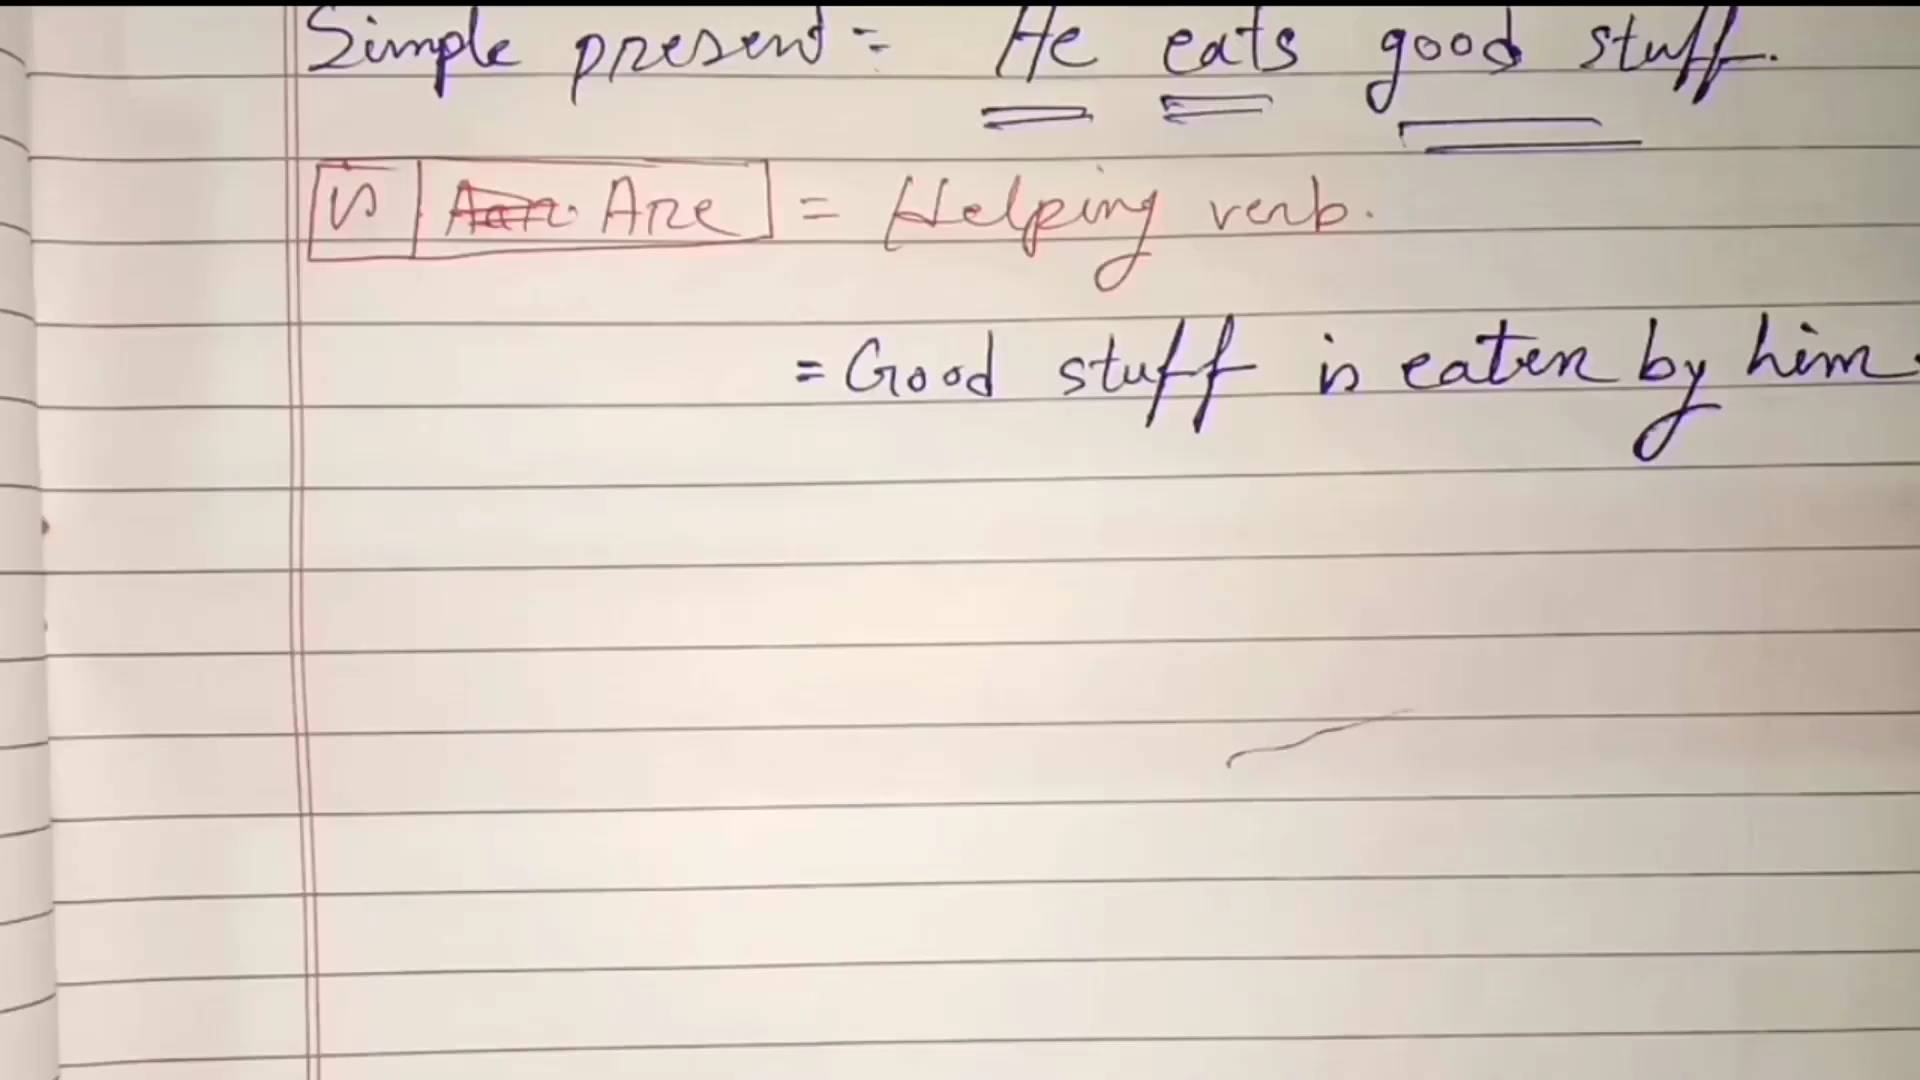 Simple present = He eats good stuff.
is Are = Helping verb.
= Good stuff is eaten by him.